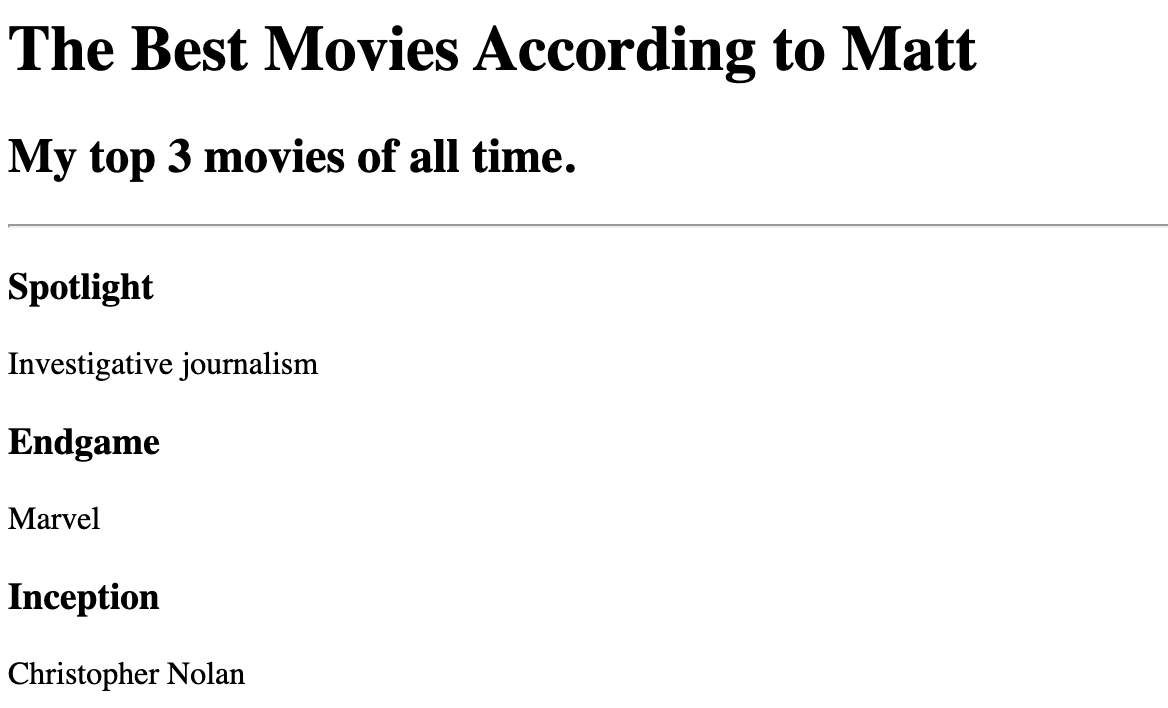 The Best Movies According to Matt
My top 3 movies of all time.
Spotlight
Investigative journalism
Endgame
Marvel
Inception
Christopher Nolan